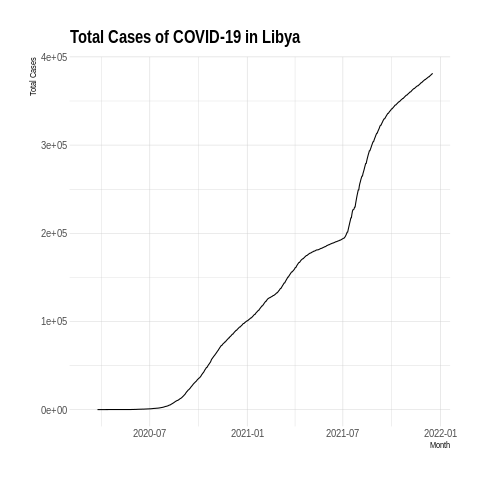 Total Cases of COVID-19 in Libya
Total Cases
4e+05
3e+05
2e+05
1e+05
0e+00
2020-07 2021-01 2021-07 2022-01
Month